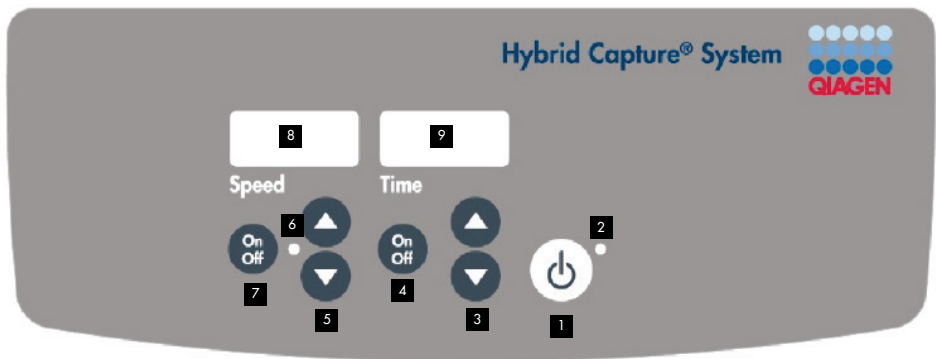 Hybrid Capture® System
QIAGEN
8
9
Speed
Time
6
2
On
Off
On
Off
7
4
5
3
1